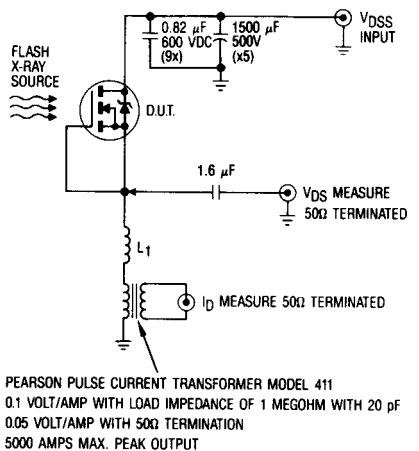 0.82 µF
600 VDC
(9x)
1500 µF
500V
(x5)
VDSS
INPUT
FLASH
X-RAY
SOURCE
D.U.T.
1.6 µF
VDS MEASURE
50Ω TERMINATED
L1
ID MEASURE 50Ω TERMINATED
PEARSON PULSE CURRENT TRANSFORMER MODEL 411
0.1 VOLT/AMP WITH LOAD IMPEDANCE OF 1 MEGOHM WITH 20 pF
0.05 VOLT/AMP WITH 50Ω TERMINATION
5000 AMPS MAX. PEAK OUTPUT